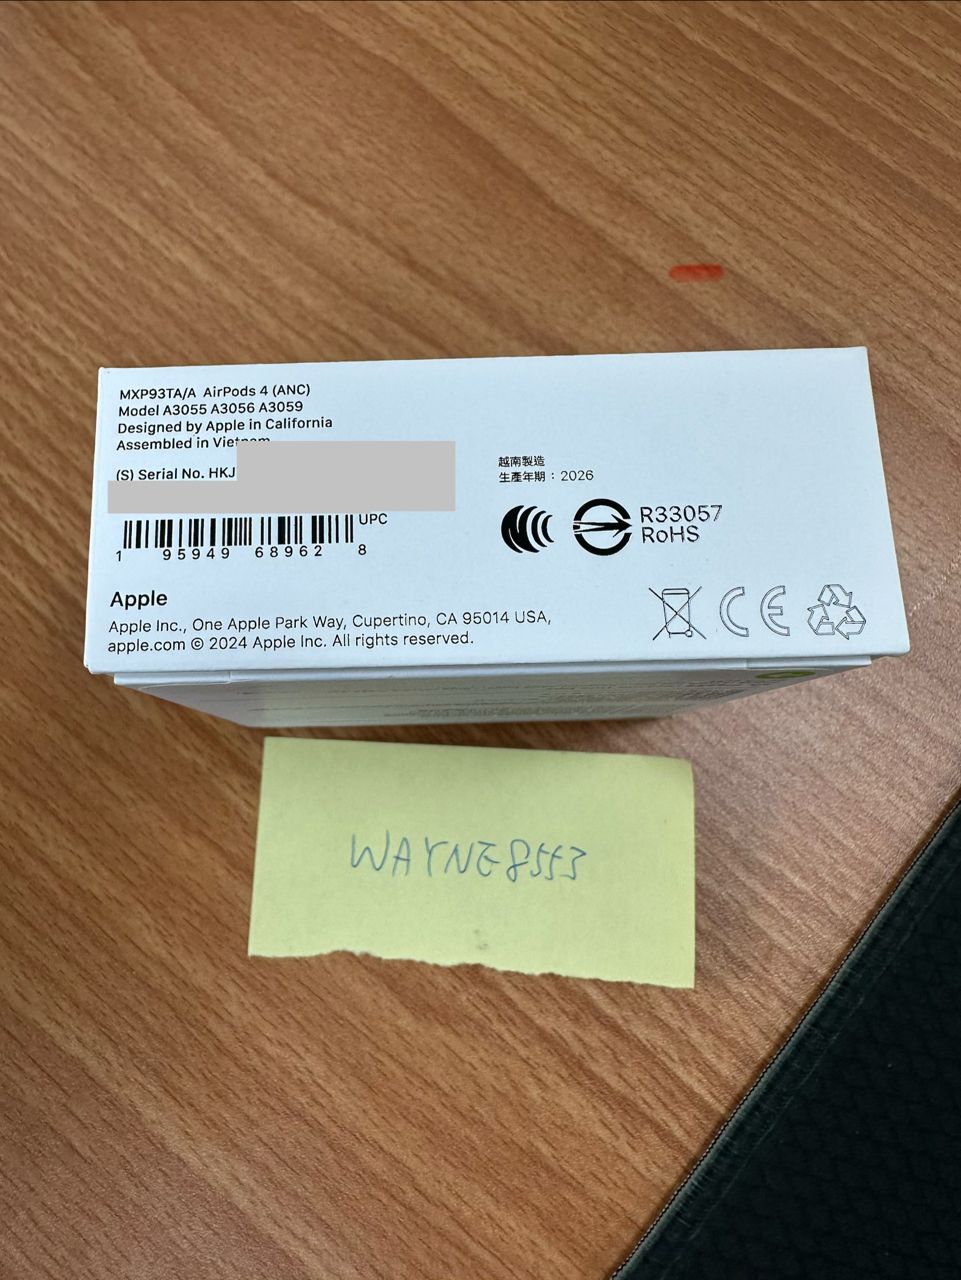 MXP93TA/A AirPods 4 (ANC)
Model A3055 A3056 A3059
Designed by Apple in California
Assembled in Vietnam
(S) Serial No. HKJ
UPC
1 95949 68962 8
越南製造
生產年期：2026
R33057
RoHS
CE
Apple
Apple Inc., One Apple Park Way, Cupertino, CA 95014 USA,
apple.com © 2024 Apple Inc. All rights reserved.
WAYNE8553